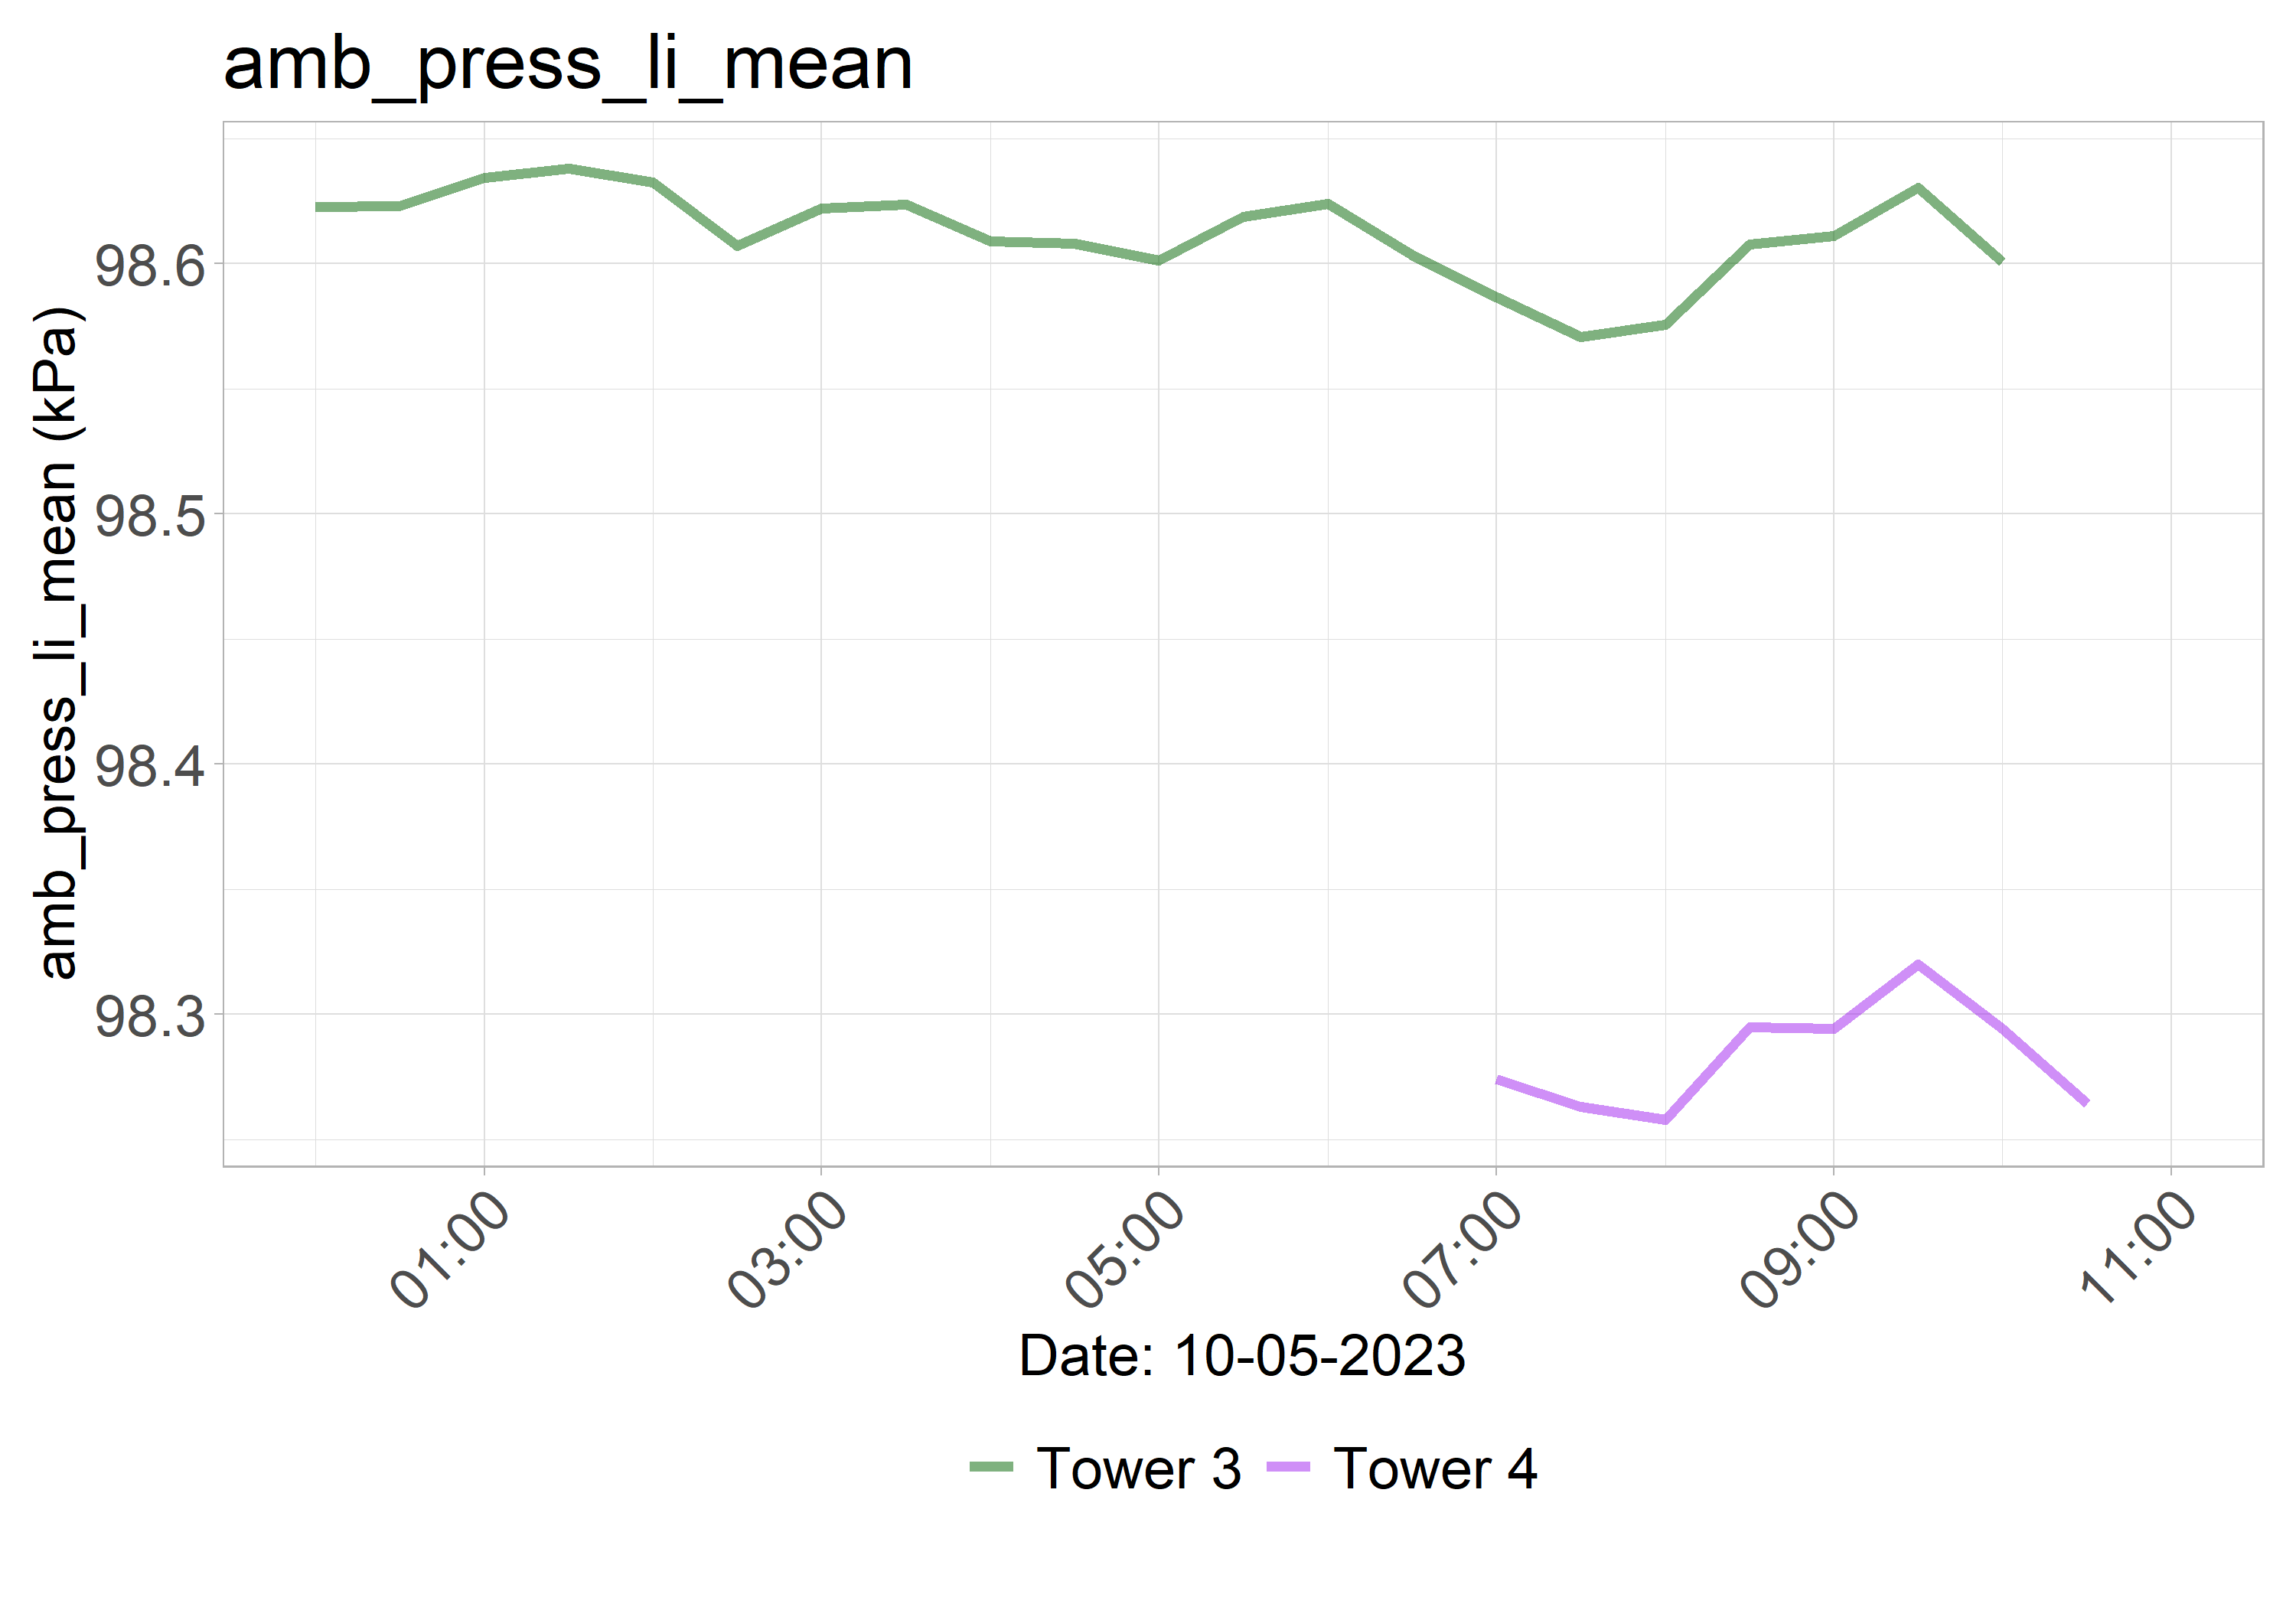 amb_press_li_mean
amb_press_li_mean (kPa)
98.6
98.5
98.4
98.3
01:00
03:00
05:00
07:00
09:00
11:00
Date: 10-05-2023
Tower 3
Tower 4